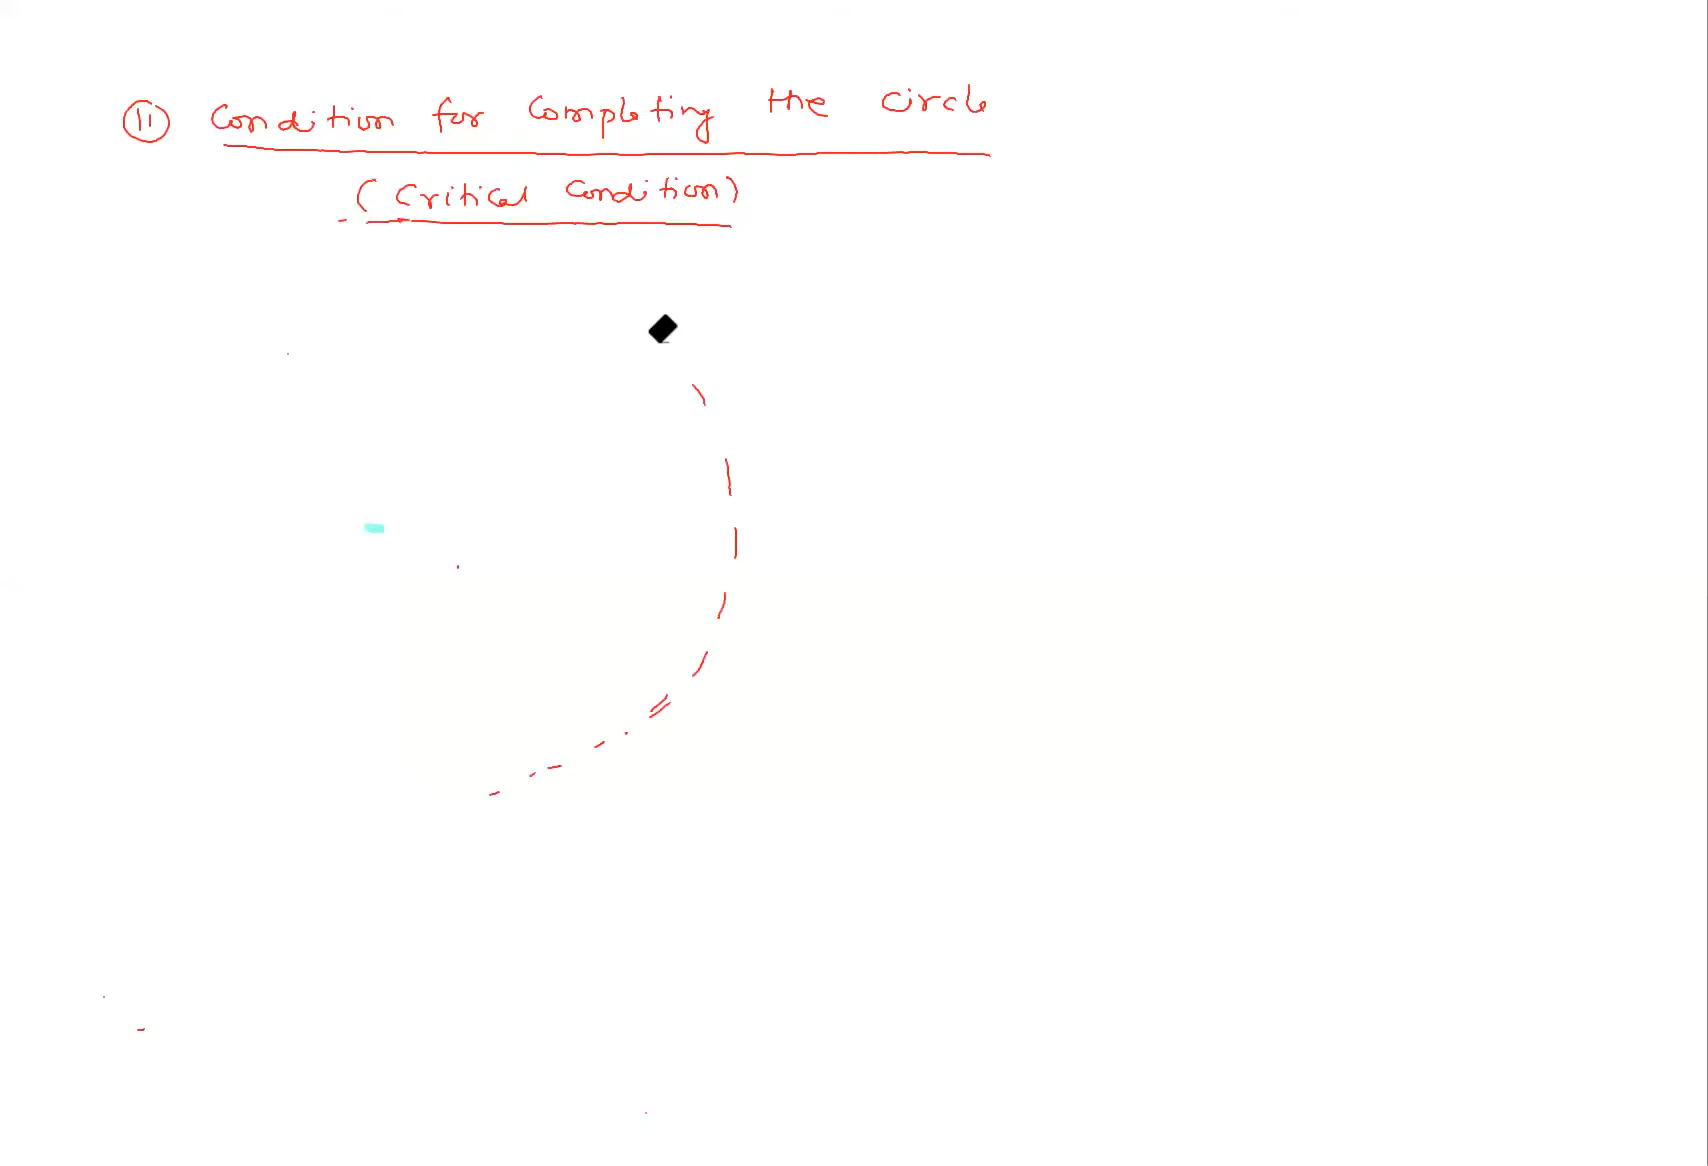 (11) Condition for Completing the circle
(Critical Condition)